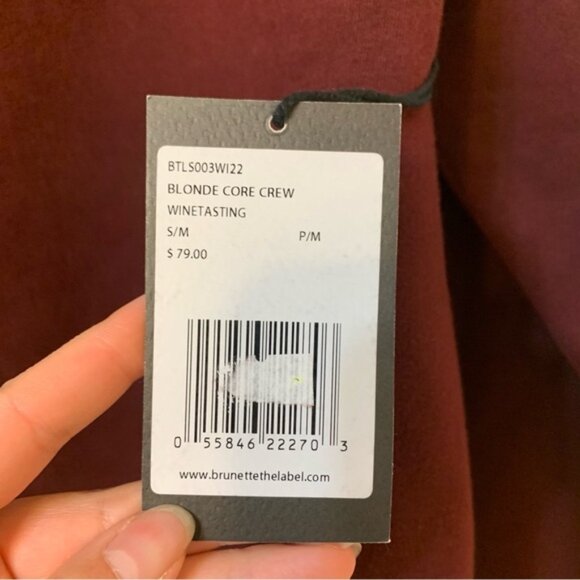 BTLS003WI22
BLONDE CORE CREW
WINETASTING
S/M P/M
$ 79.00
0 55846 22270 3
www.brunettethelabel.com